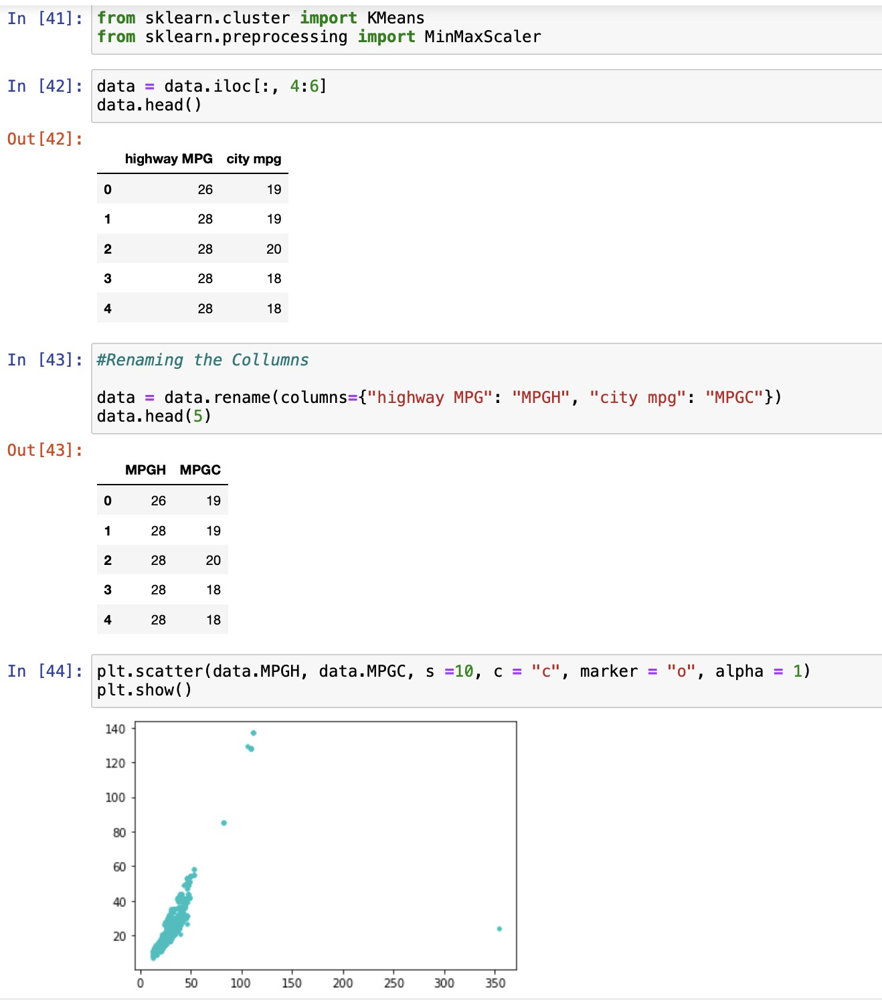 In [41]: from sklearn.cluster import KMeans
from sklearn.preprocessing import MinMaxScaler
In [42]: data = data.iloc[:, 4:6]
data.head()
Out[42]:
highway MPG city mpg
0 26 19
1 28 19
2 28 20
3 28 18
4 28 18
In [43]: #Renaming the Collumns
data = data.rename(columns={"highway MPG": "MPGH", "city mpg": "MPGC"})
data.head(5)
Out[43]:
MPGH MPGC
0 26 19
1 28 19
2 28 20
3 28 18
4 28 18
In [44]: plt.scatter(data.MPGH, data.MPGC, s =10, c = "c", marker = "o", alpha = 1)
plt.show()
140
120
100
80
60
40
20
0 50 100 150 200 250 300 350